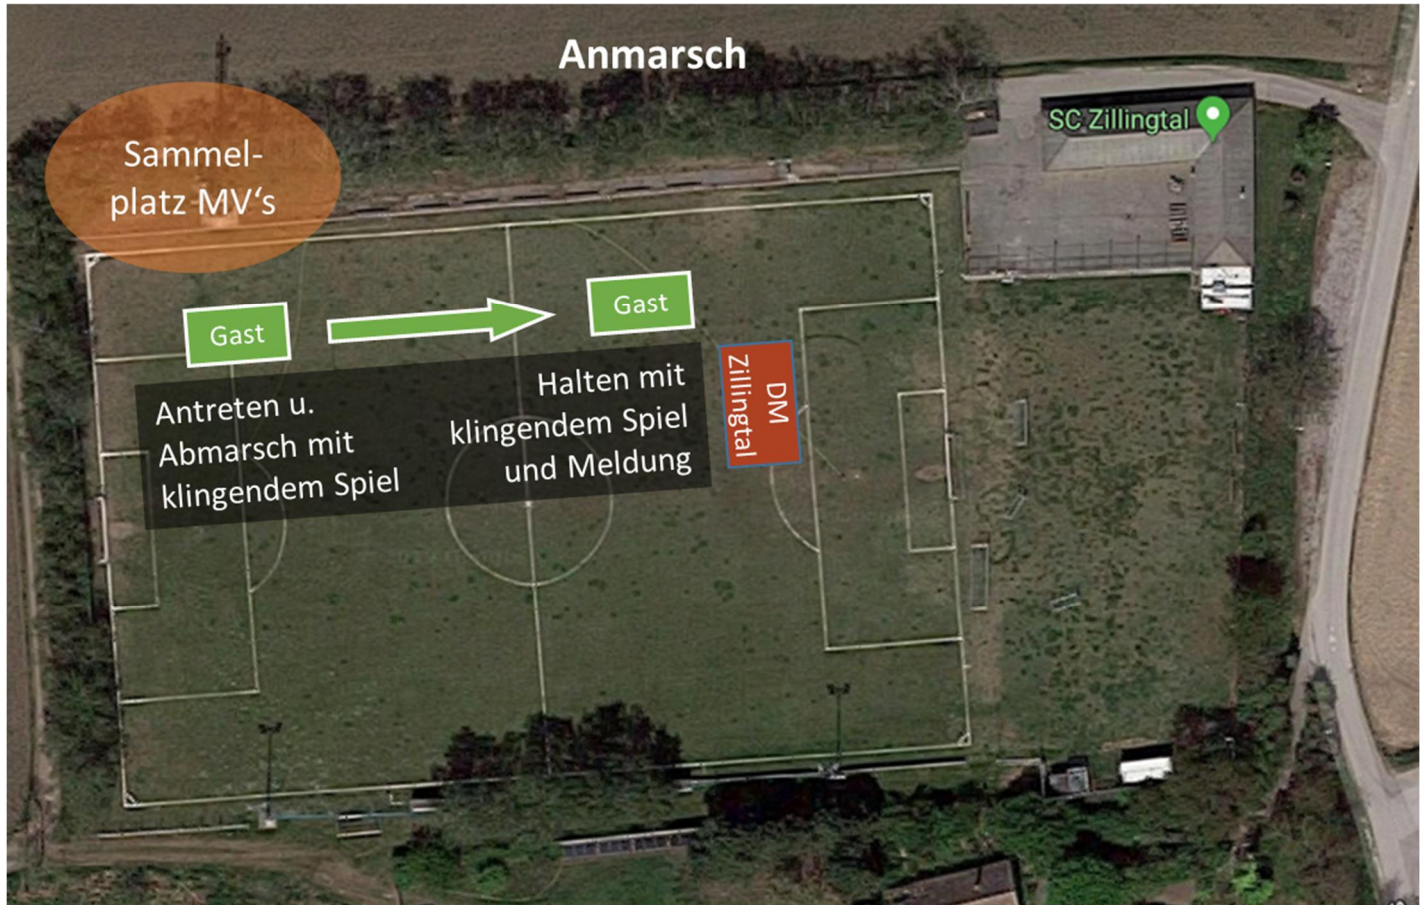 Anmarsch
SC Zillingtal
Sammel-
platz MV‘s
Gast
Gast
Antreten u.
Abmarsch mit
klingendem Spiel
Halten mit
klingendem Spiel
und Meldung
DM
Zillingtal